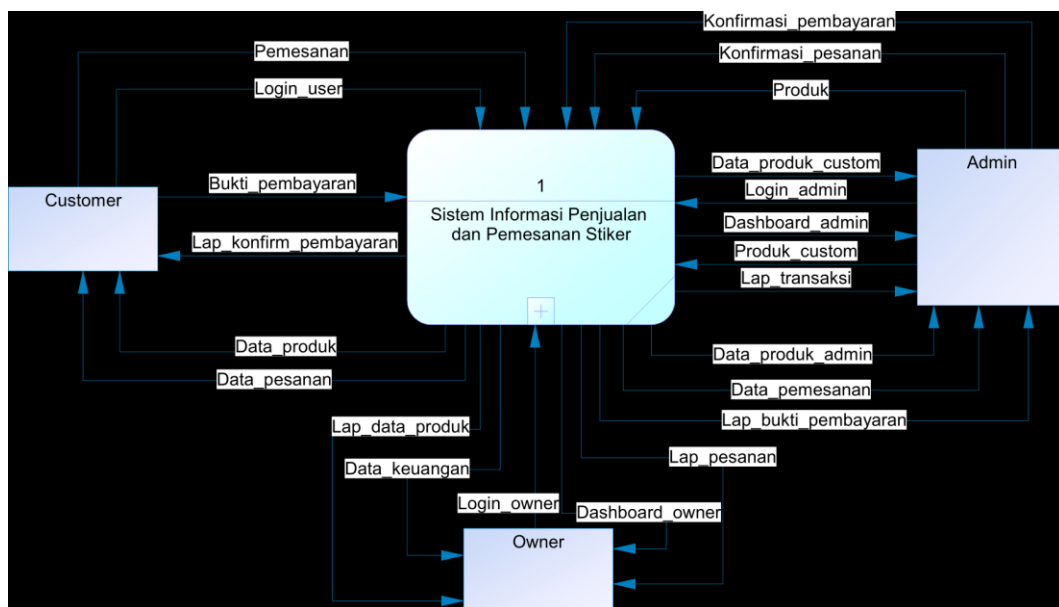 Konfirmasi_pembayaran
Pemesanan
Konfirmasi_pesanan
Login_user
Produk
Data_produk_custom
Admin
Bukti_pembayaran
1
Login_admin
Customer
Sistem Informasi Penjualan
dan Pemesanan Stiker
Dashboard_admin
Lap_konfirm_pembayaran
Produk_custom
Lap_transaksi
Data_produk
Data_produk_admin
Data_pesanan
Data_pemesanan
Lap_data_produk
Lap_bukti_pembayaran
Data_keuangan
Lap_pesanan
Login_owner
Dashboard_owner
Owner